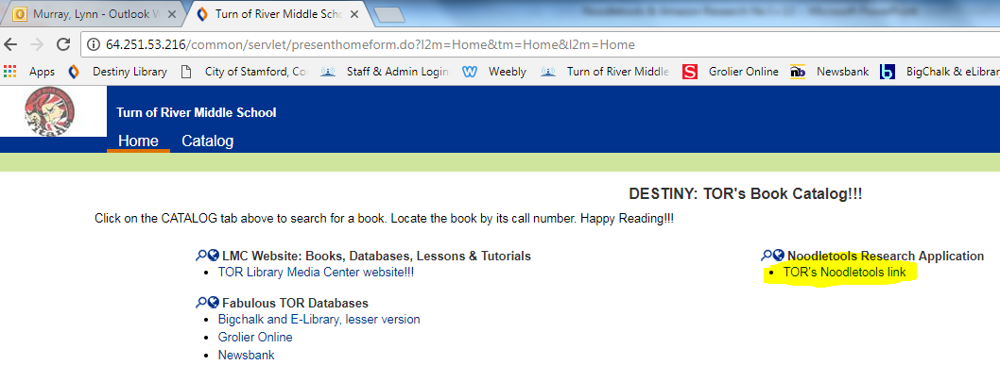 Murray, Lynn - Outlook W
Turn of River Middle Scho
64.251.53.216/common/servlet/presenthomeform.do?l2m=Home&tm=Home&l2m=Home
Apps Destiny Library City of Stamford, Co Staff & Admin Login Weebly Turn of River Middle Grolier Online Newsbank BigChalk & eLibrar
Turn of River Middle School
Home Catalog
DESTINY: TOR's Book Catalog!!!
Click on the CATALOG tab above to search for a book. Locate the book by its call number. Happy Reading!!!
LMC Website: Books, Databases, Lessons & Tutorials
• TOR Library Media Center website!!!
Fabulous TOR Databases
• Bigchalk and E-Library, lesser version
• Grolier Online
• Newsbank
Noodletools Research Application
• TOR's Noodletools link